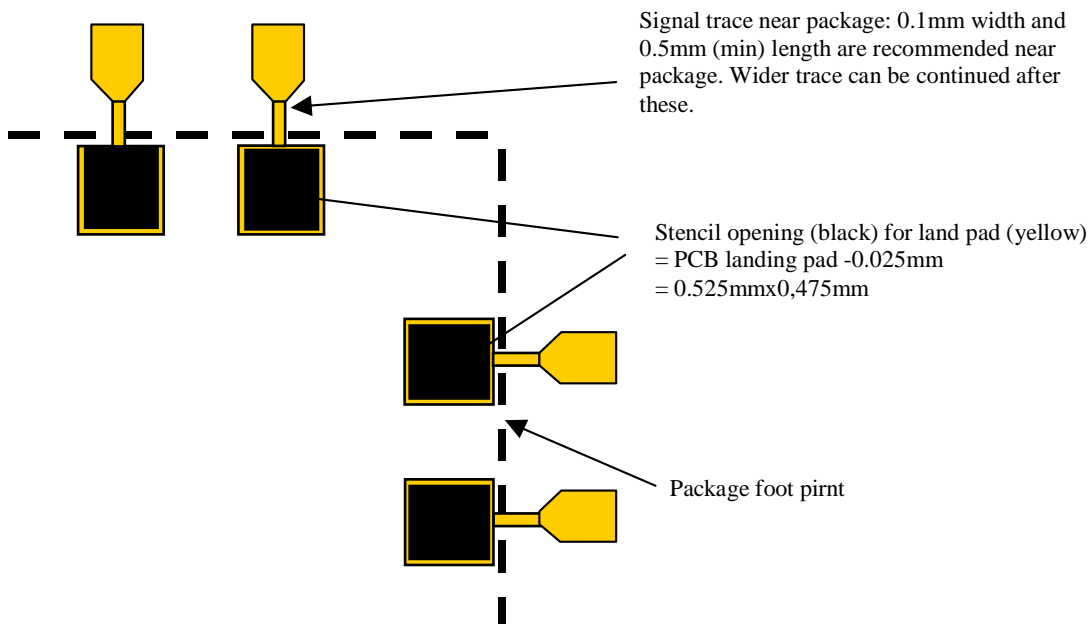 Signal trace near package: 0.1mm width and
0.5mm (min) length are recommended near
package. Wider trace can be continued after
these.
Stencil opening (black) for land pad (yellow)
= PCB landing pad -0.025mm
= 0.525mmx0,475mm
Package foot pirnt